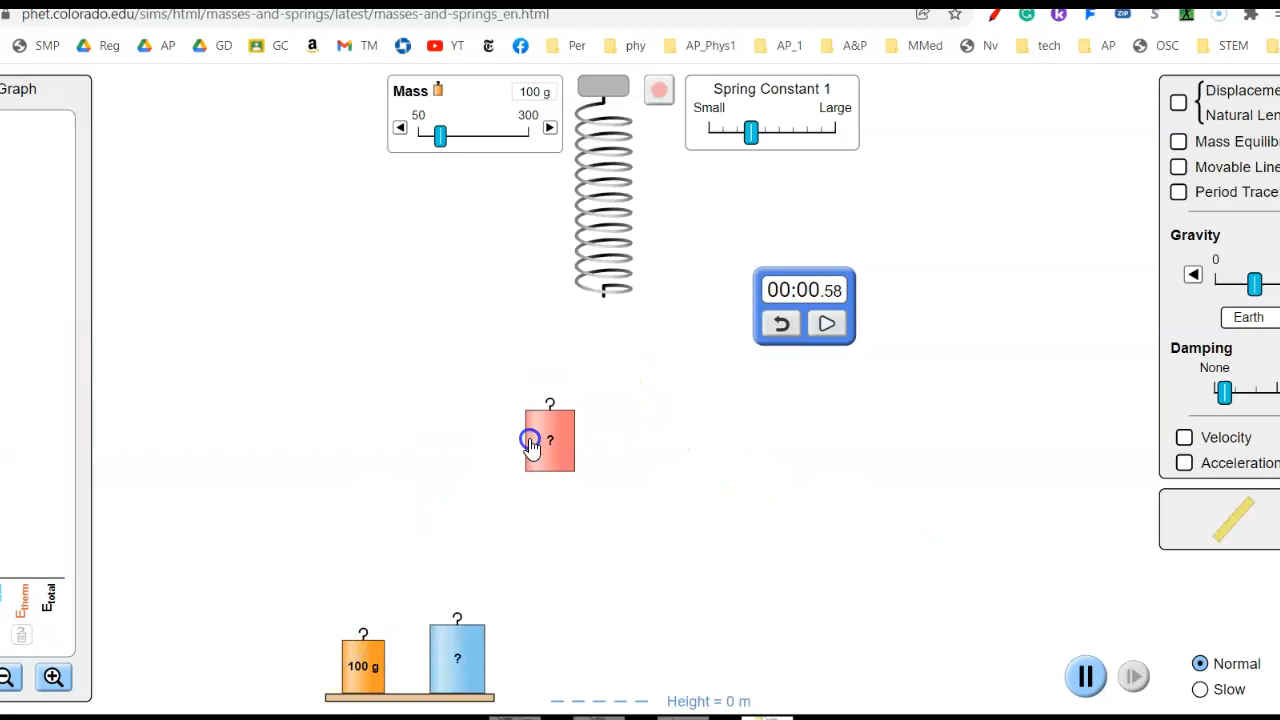 phet.colorado.edu/sims/html/masses-and-springs/latest/masses-and-springs_en.html
ZIP
SMP Reg AP GD GC TM YT Per phy AP_Phys1 AP_1 A&P MMed Nv tech AP OSC STEM
Graph
Mass 100 g
50 300
Spring Constant 1
Small Large
Displaceme
Natural Len
Mass Equilib
Movable Line
Period Trace
Gravity
0
Earth
Damping
None
Velocity
Acceleration
00:00.58
?
E therm
E total
100 g
?
Height = 0 m
Normal
Slow